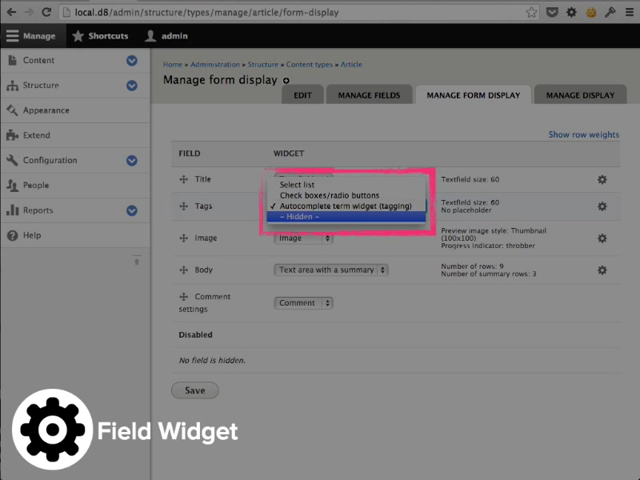 local.d8/admin/structure/types/manage/article/form-display
Manage Shortcuts admin
Content
Structure
Appearance
Extend
Configuration
People
Reports
Help
Home » Administration » Structure » Content types » Article
Manage form display
EDIT MANAGE FIELDS MANAGE FORM DISPLAY MANAGE DISPLAY
Show row weights
FIELD WIDGET
Title Textfield size: 60
Select list
Check boxes/radio buttons
Tags Autocomplete term widget (tagging) Textfield size: 60
No placeholder
- Hidden -
Image Image Preview image style: Thumbnail
(100x100)
Progress indicator: throbber
Body Text area with a summary Number of rows: 9
Number of summary rows: 3
Comment
settings Comment
Disabled
No field is hidden.
Save
Field Widget